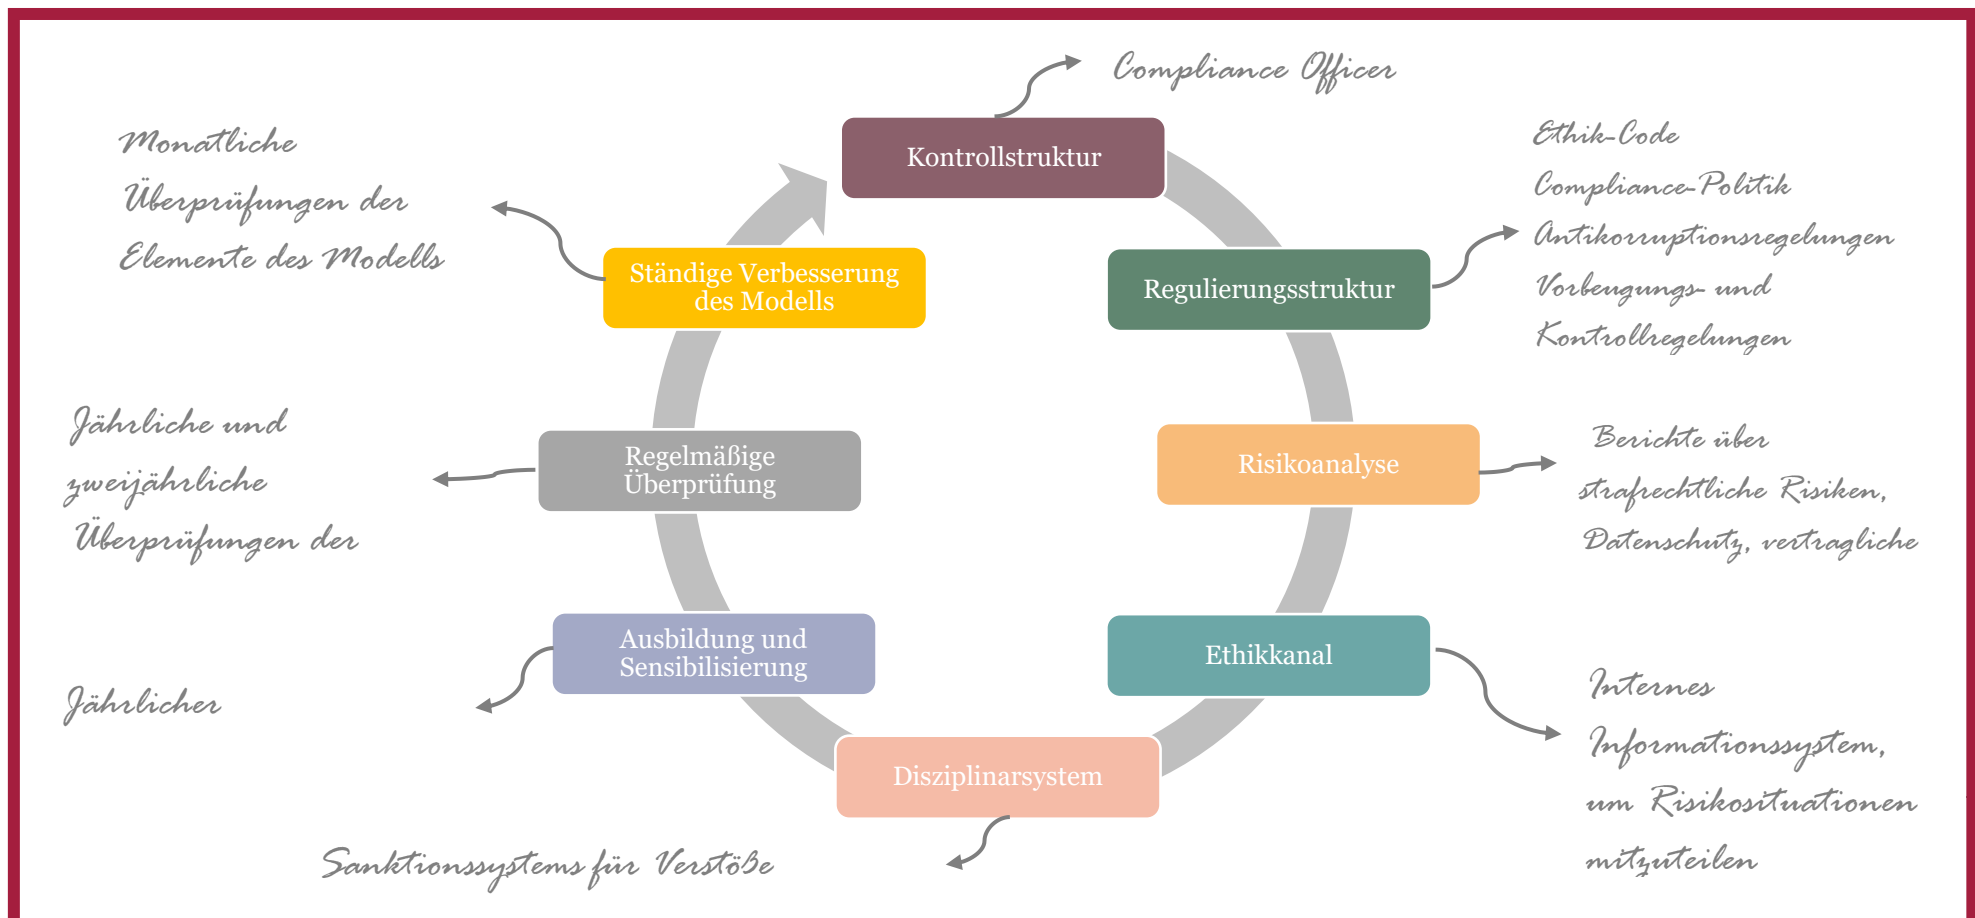 Compliance Officer
Kontrollstruktur
Ethik-Code
Compliance-Politik
Antikorruptionsregelungen
Vorbeugungs- und
Kontrollregelungen
Regulierungsstruktur
Risikoanalyse
Berichte über
strafrechtliche Risiken,
Datenschutz, vertragliche
Ethikkanal
Internes
Informationssystem,
um Risikosituationen
mitzuteilen
Disziplinarsystem
Sanktionssystems für Verstöße
Ausbildung und
Sensibilisierung
Jährlicher
Regelmäßige
Überprüfung
Jährliche und
zweijährliche
Überprüfungen der
Ständige Verbesserung
des Modells
Monatliche
Überprüfungen der
Elemente des Modells